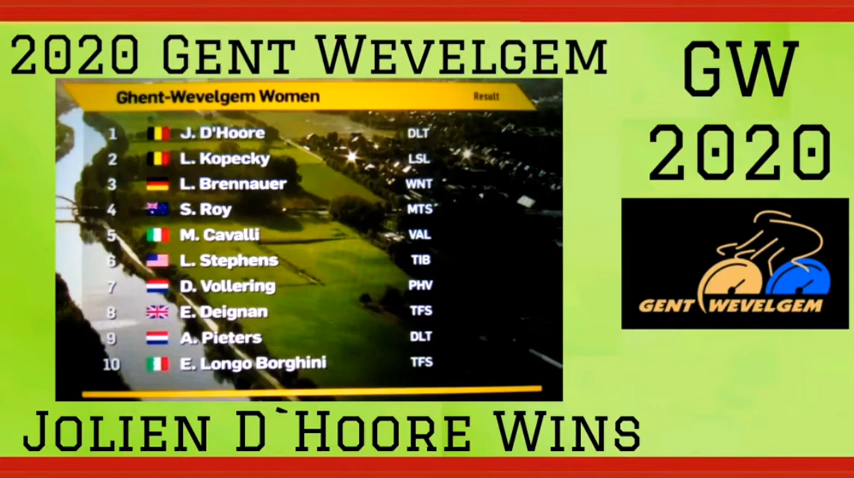 2020 Gent Wevelgem
GW
2020
Ghent-Wevelgem Women Result
1 J. D'Hoore DLT
2 L. Kopecky LSL
3 L. Brennauer WNT
4 S. Roy MTS
5 M. Cavalli VAL
6 L. Stephens TIB
7 D. Vollering PHV
8 E. Deignan TFS
9 A. Pieters DLT
10 E. Longo Borghini TFS
GENT WEVELGEM
Jolien D`Hoore Wins